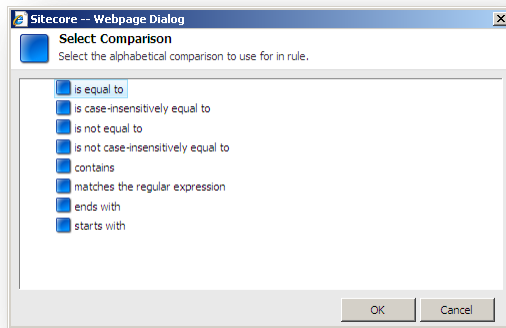 Sitecore -- Webpage Dialog
Select Comparison
Select the alphabetical comparison to use for in rule.
is equal to
is case-insensitively equal to
is not equal to
is not case-insensitively equal to
contains
matches the regular expression
ends with
starts with
OK Cancel